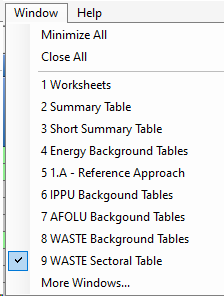 Window Help
Minimize All
Close All
1 Worksheets
2 Summary Table
3 Short Summary Table
4 Energy Background Tables
5 1.A - Reference Approach
6 IPPU Backgound Tables
7 AFOLU Backgound Tables
8 WASTE Background Tables
9 WASTE Sectoral Table
More Windows...